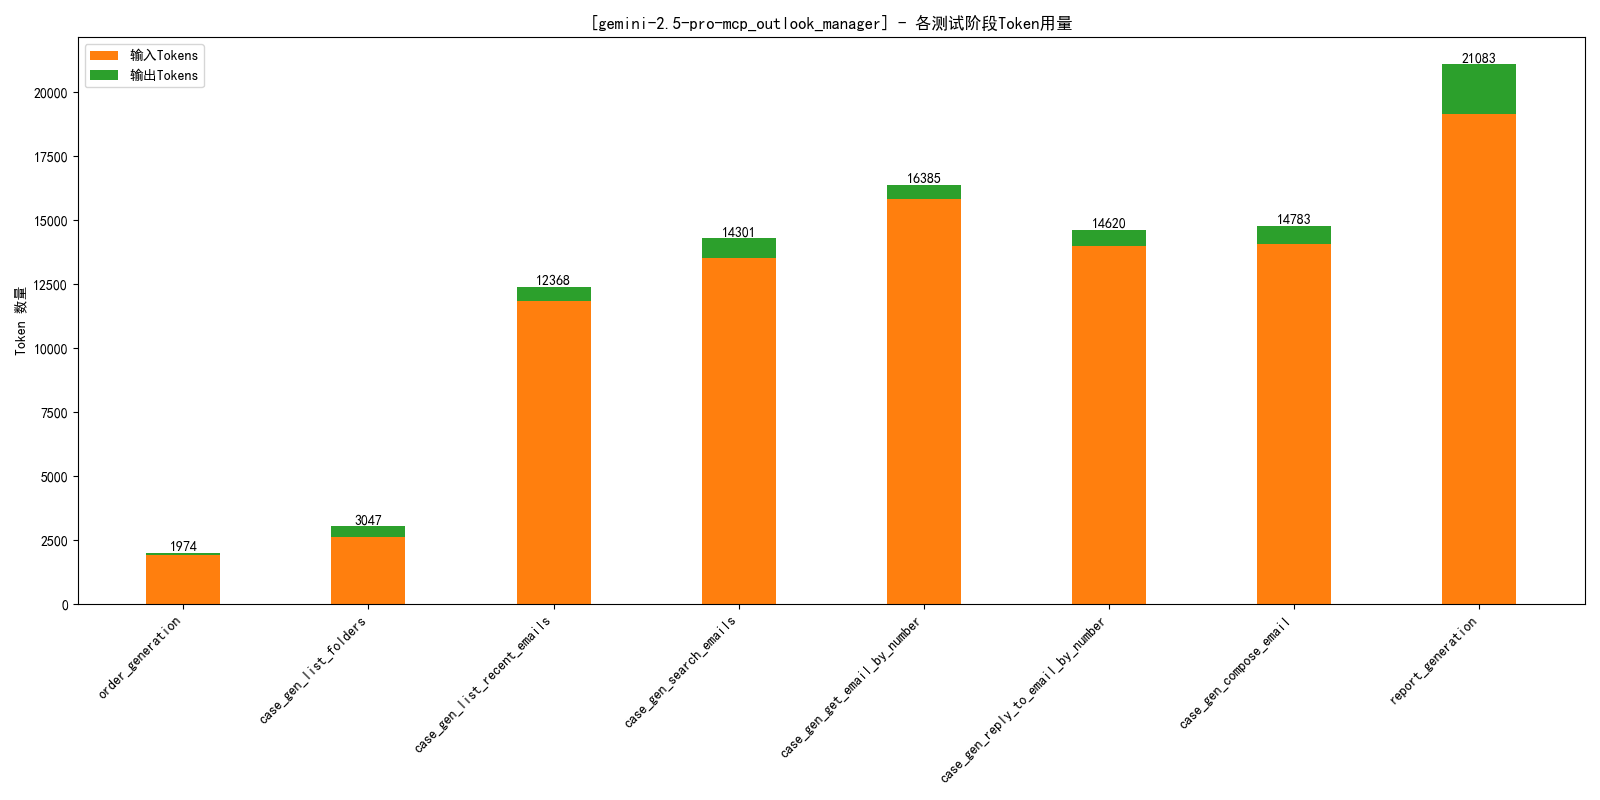 [gemini-2.5-pro-mcp_outlook_manager] - 各测试阶段Token用量
输入Tokens
输出Tokens
Token 数量
20000
17500
15000
12500
10000
7500
5000
2500
0
1974
3047
12368
14301
16385
14620
14783
21083
order_generation
case_gen_list_folders
case_gen_list_recent_emails
case_gen_search_emails
case_gen_get_email_by_number
case_gen_reply_to_email_by_number
case_gen_compose_email
report_generation